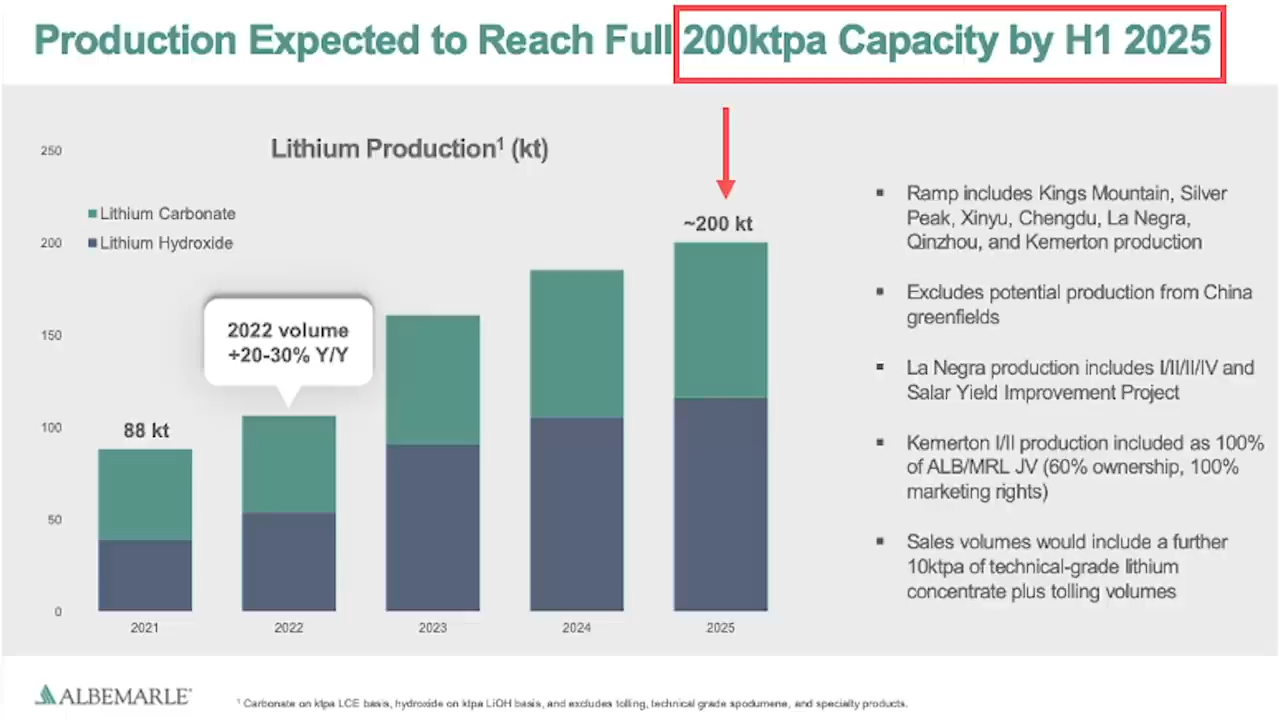 Production Expected to Reach Full 200ktpa Capacity by H1 2025
Lithium Production¹ (kt)
250
200
150
100
50
0
Lithium Carbonate
Lithium Hydroxide
88 kt
2022 volume
+20-30% Y/Y
~200 kt
2021
2022
2023
2024
2025
▪ Ramp includes Kings Mountain, Silver
Peak, Xinyu, Chengdu, La Negra,
Qinzhou, and Kemerton production
▪ Excludes potential production from China
greenfields
▪ La Negra production includes I/II/II/IV and
Salar Yield Improvement Project
▪ Kemerton I/II production included as 100%
of ALB/MRL JV (60% ownership, 100%
marketing rights)
▪ Sales volumes would include a further
10ktpa of technical-grade lithium
concentrate plus tolling volumes
ALBEMARLE®
¹ Carbonate on ktpa LCE basis, hydroxide on ktpa LiOH basis, and excludes tolling, technical grade spodumene, and specialty products.